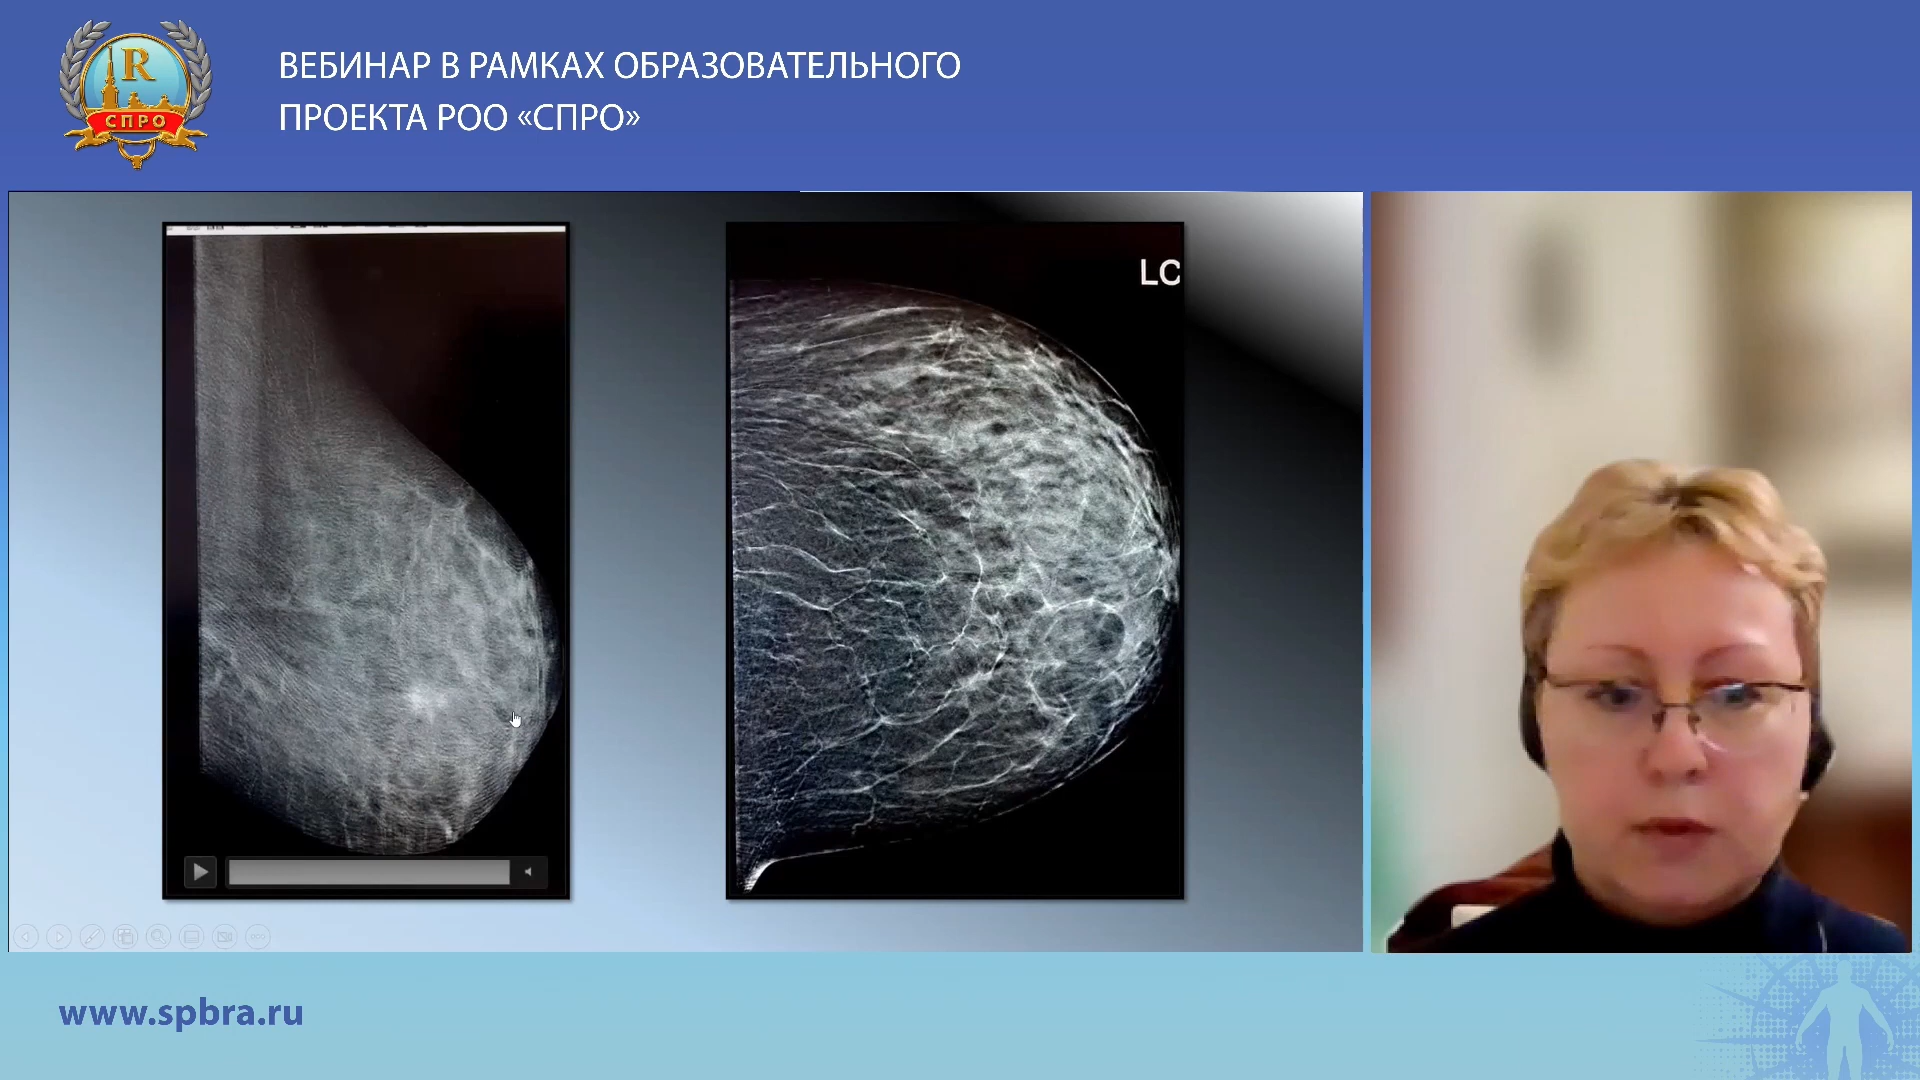 R
СПРО
ВЕБИНАР В РАМКАХ ОБРАЗОВАТЕЛЬНОГО
ПРОЕКТА РОО «СПРО»
LC
www.spbra.ru